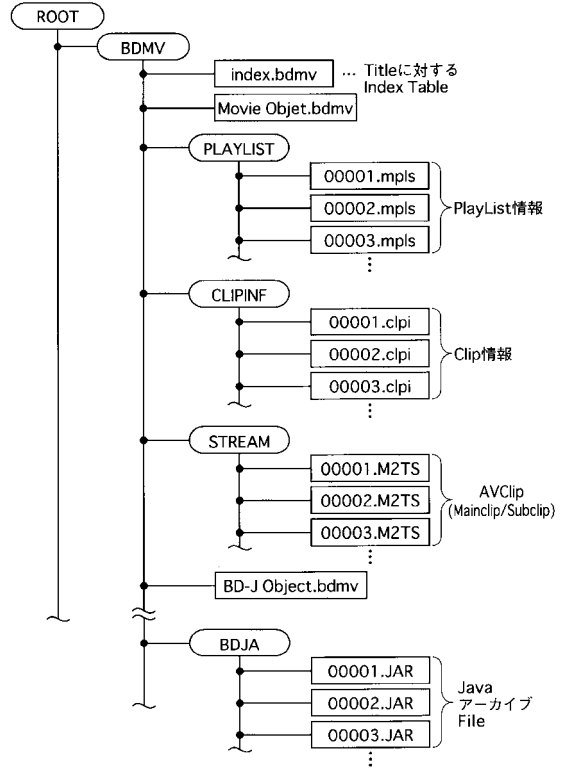 ROOT
BDMV
index.bdmv
… Titleに対する
Index Table
Movie Objet.bdmv
PLAYLIST
00001.mpls
00002.mpls
00003.mpls
PlayList情報
CLIPINF
00001.clpi
00002.clpi
00003.clpi
Clip情報
STREAM
00001.M2TS
00002.M2TS
00003.M2TS
AVClip
(Mainclip/Subclip)
BD-J Object.bdmv
BDJA
00001.JAR
00002.JAR
00003.JAR
Java
アーカイブ
File